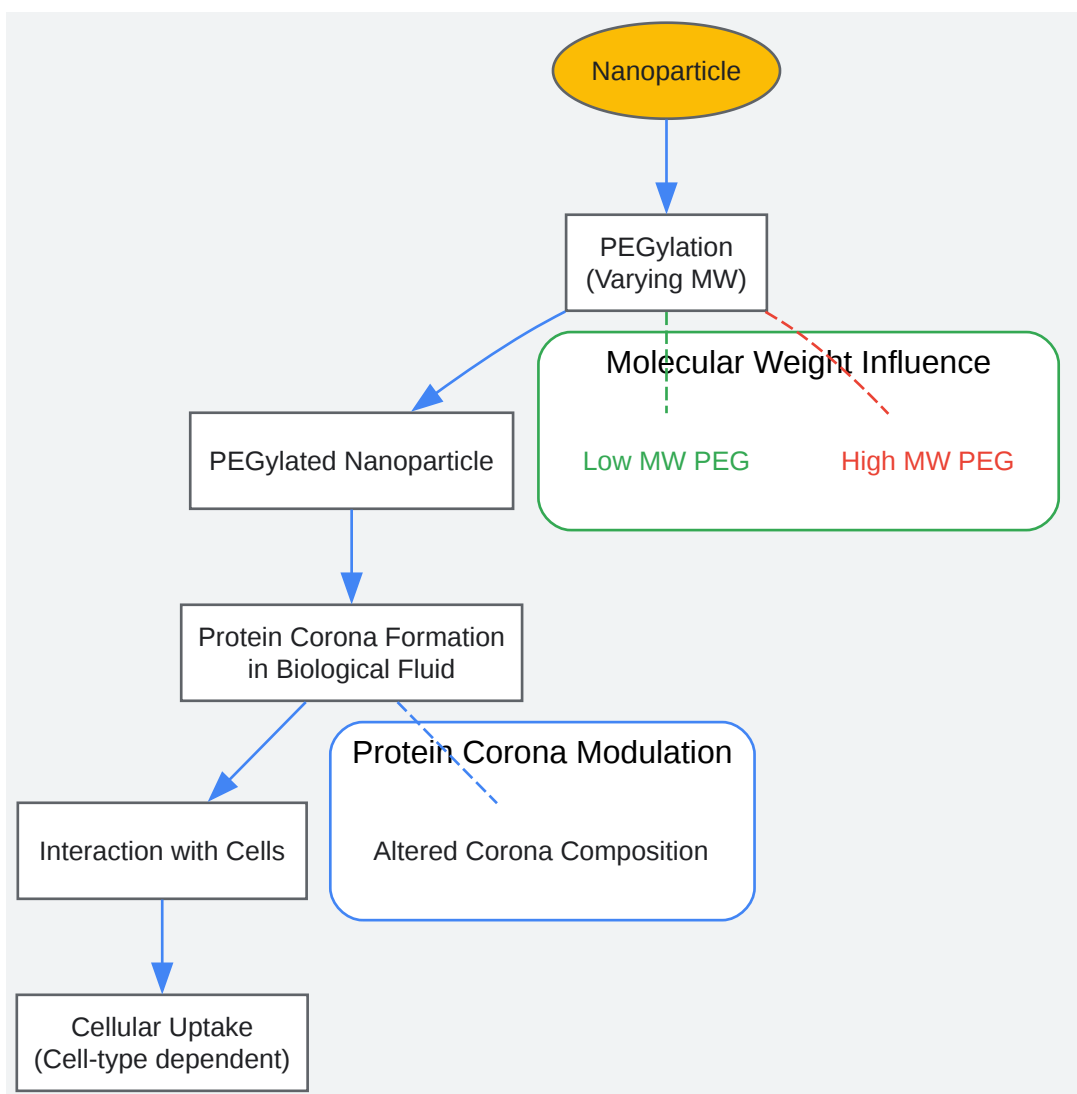 Nanoparticle
PEGylation
(Varying MW)
Molecular Weight Influence
PEGylated Nanoparticle
Low MW PEG
High MW PEG
Protein Corona Formation
in Biological Fluid
Protein Corona Modulation
Interaction with Cells
Altered Corona Composition
Cellular Uptake
(Cell-type dependent)